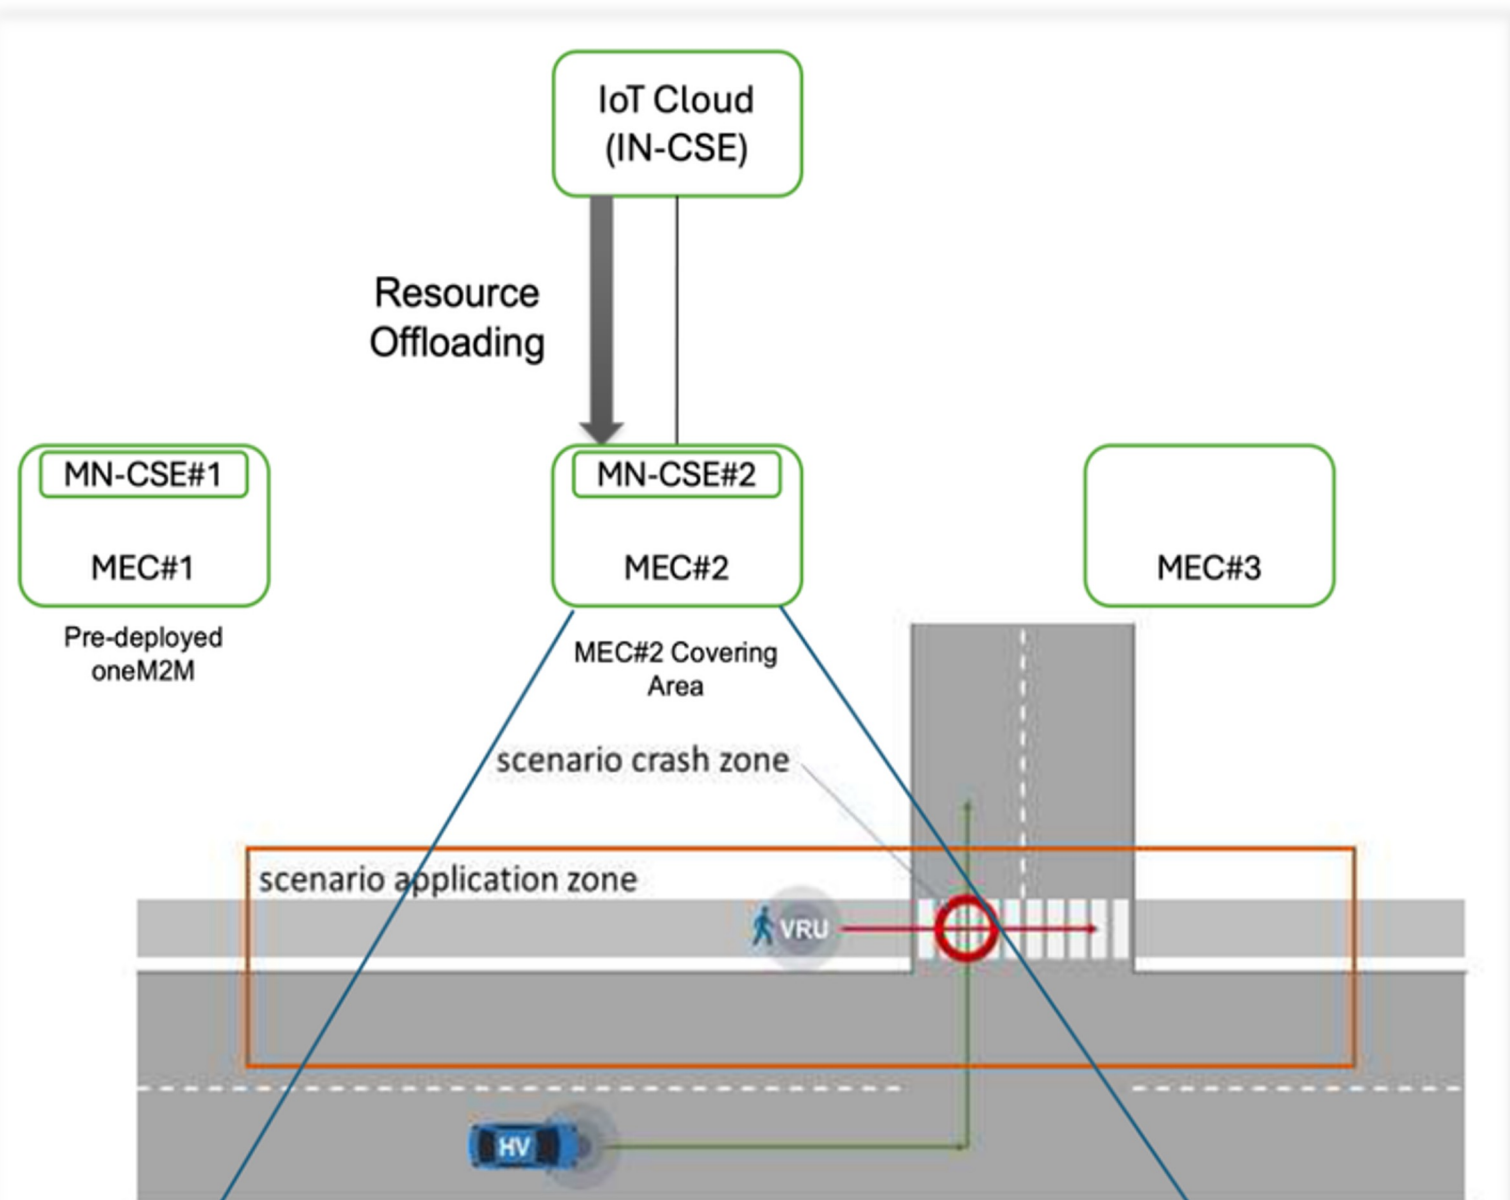 IoT Cloud
(IN-CSE)
Resource
Offloading
MN-CSE#1
MEC#1
Pre-deployed
oneM2M
MN-CSE#2
MEC#2
MEC#2 Covering
Area
MEC#3
scenario crash zone
scenario application zone
VRU
HV